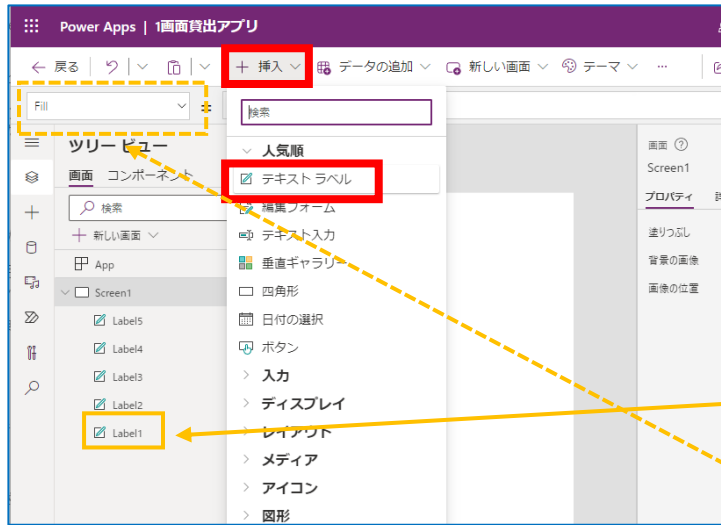 Power Apps | 1画面貸出アプリ
戻る 挿入 データの追加 新しい画面 テーマ ...
Fill =
検索
ツリー ビュー
画面 コンポーネント
検索
新しい画面
App
Screen1
Label5
Label4
Label3
Label2
Label1
人気順
テキスト ラベル
編集フォーム
テキスト入力
垂直ギャラリー
四角形
日付の選択
ボタン
入力
ディスプレイ
レイアウト
メディア
アイコン
図形
画面
Screen1
プロパティ
塗りつぶし
背景の画像
画像の位置